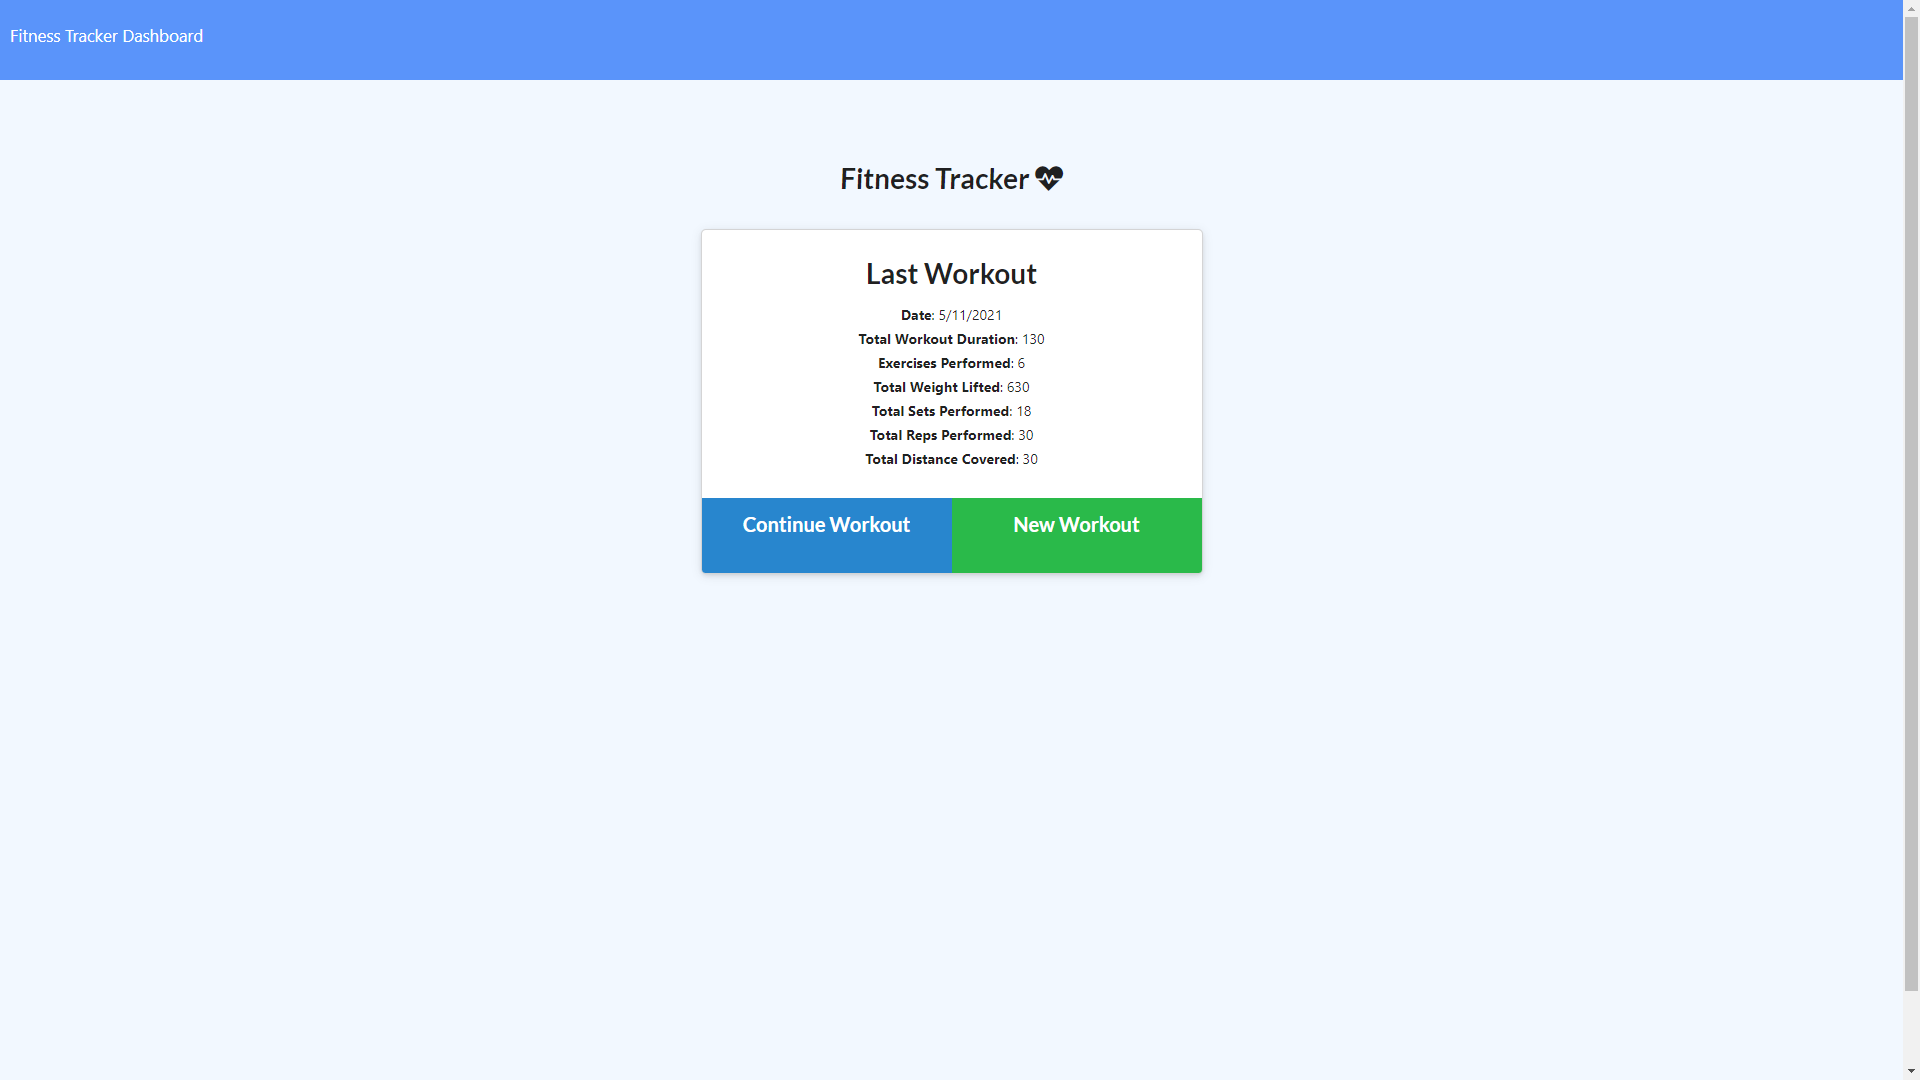 Fitness Tracker Dashboard
Fitness Tracker
Last Workout
Date: 5/11/2021
Total Workout Duration: 130
Exercises Performed: 6
Total Weight Lifted: 630
Total Sets Performed: 18
Total Reps Performed: 30
Total Distance Covered: 30
Continue Workout
New Workout